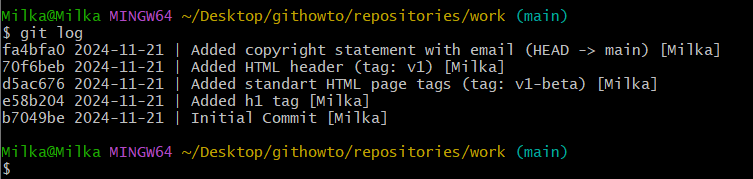 Milka@Milka MINGW64 ~/Desktop/githowto/repositories/work (main)
$ git log
fa4bfa0 2024-11-21 | Added copyright statement with email (HEAD -> main) [Milka]
70f6beb 2024-11-21 | Added HTML header (tag: v1) [Milka]
d5ac676 2024-11-21 | Added standart HTML page tags (tag: v1-beta) [Milka]
e58b204 2024-11-21 | Added h1 tag [Milka]
b7049be 2024-11-21 | Initial Commit [Milka]
Milka@Milka MINGW64 ~/Desktop/githowto/repositories/work (main)
$